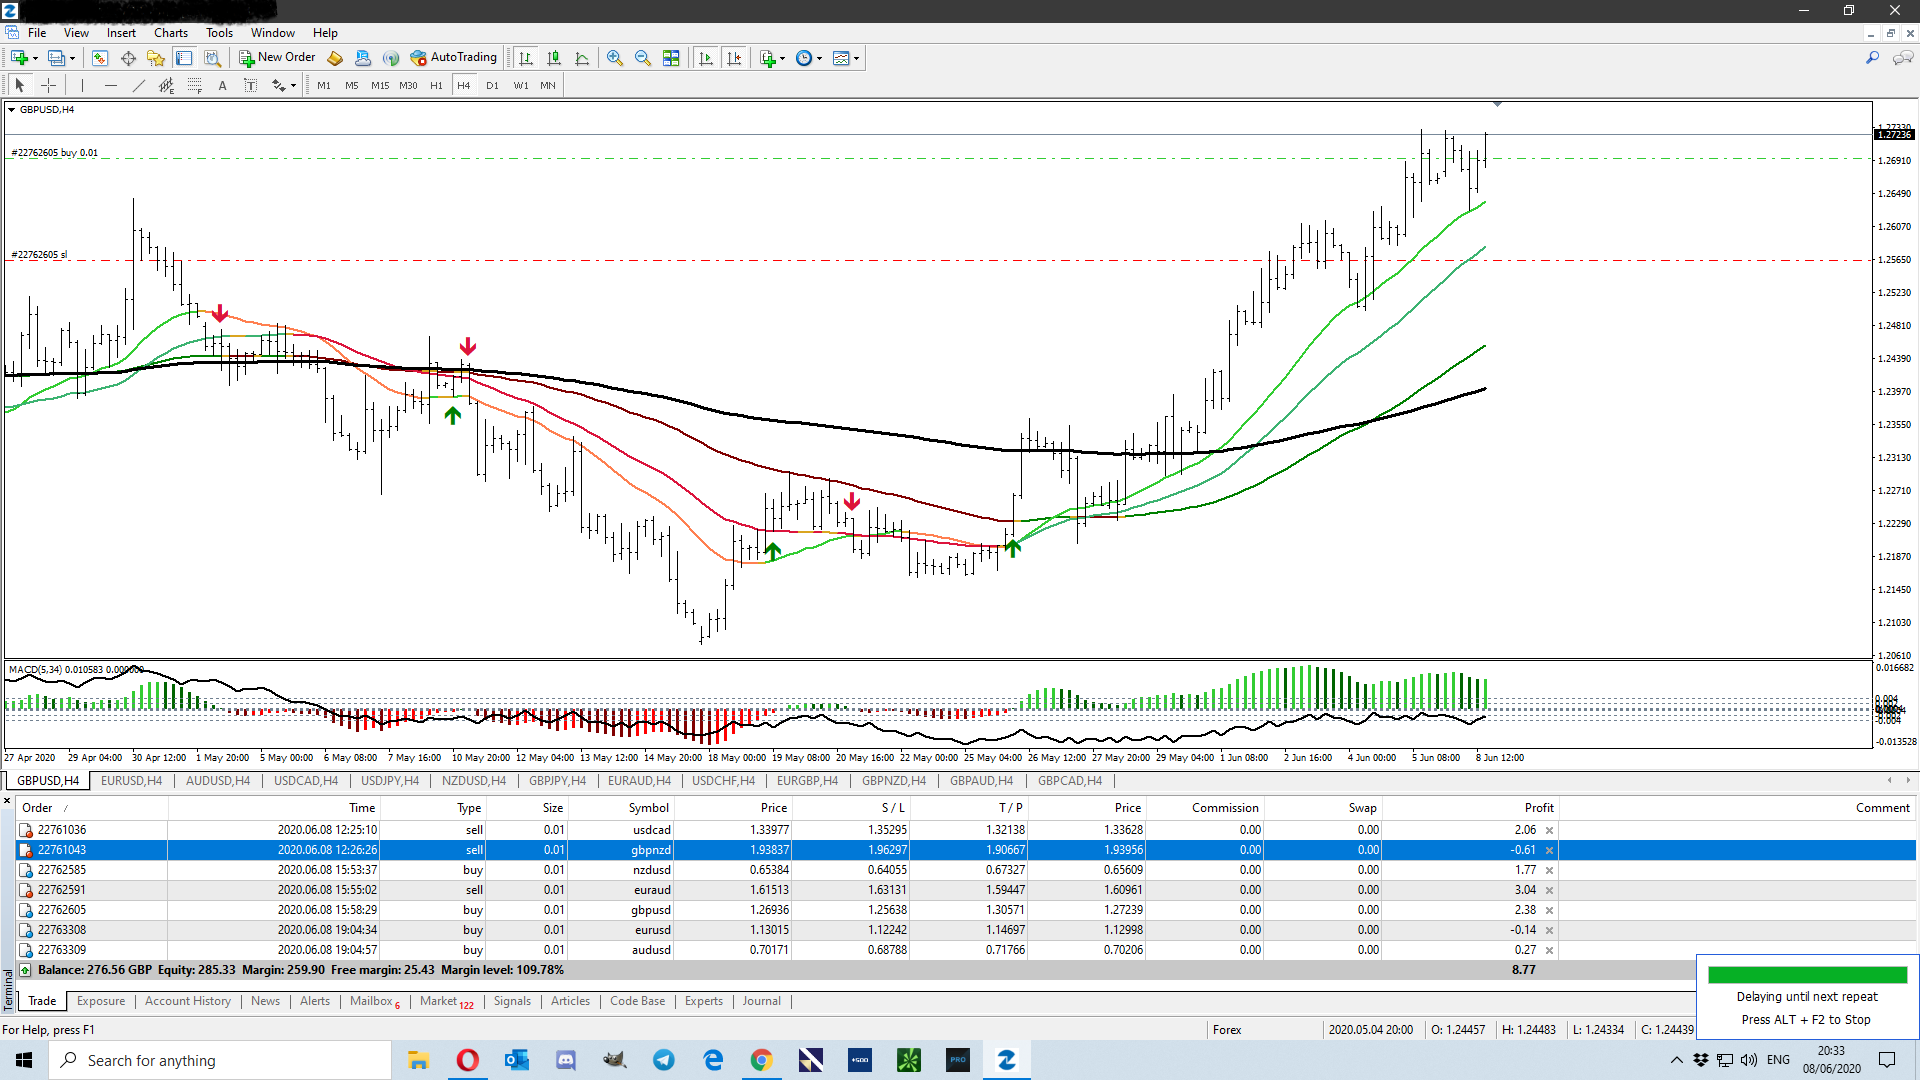 File View Insert Charts Tools Window Help
New Order AutoTrading
A T M1 M5 M15 M30 H1 H4 D1 W1 MN
GBPUSD,H4
1.27330
1.27236
#22762605 buy 0.01
1.26910
1.26490
1.26070
#22762605 sl
1.25650
1.25230
1.24810
1.24390
1.23970
1.23550
1.23130
1.22710
1.22290
1.21870
1.21450
1.21030
1.20610
MACD(5,34) 0.010583 0.000000
0.016682
0.004
-0.004
-0.013528
27 Apr 2020 29 Apr 04:00 30 Apr 12:00 1 May 20:00 5 May 00:00 6 May 08:00 7 May 16:00 10 May 20:00 12 May 04:00 13 May 12:00 14 May 20:00 18 May 00:00 19 May 08:00 20 May 16:00 22 May 00:00 25 May 04:00 26 May 12:00 27 May 20:00 29 May 04:00 1 Jun 08:00 2 Jun 16:00 4 Jun 00:00 5 Jun 08:00 8 Jun 12:00
GBPUSD,H4 EURUSD,H4 AUDUSD,H4 USDCAD,H4 USDJPY,H4 NZDUSD,H4 GBPJPY,H4 EURAUD,H4 USDCHF,H4 EURGBP,H4 GBPNZD,H4 GBPAUD,H4 GBPCAD,H4
Order / Time Type Size Symbol Price S / L T / P Price Commission Swap Profit Comment
22761036 2020.06.08 12:25:10 sell 0.01 usdcad 1.33977 1.35295 1.32138 1.33628 0.00 0.00 2.06
22761043 2020.06.08 12:26:26 sell 0.01 gbpnzd 1.93837 1.96297 1.90667 1.93956 0.00 0.00 -0.61
22762585 2020.06.08 15:53:37 buy 0.01 nzdusd 0.65384 0.64055 0.67327 0.65609 0.00 0.00 1.77
22762591 2020.06.08 15:55:02 sell 0.01 euraud 1.61513 1.63131 1.59447 1.60961 0.00 0.00 3.04
22762605 2020.06.08 15:58:29 buy 0.01 gbpusd 1.26936 1.25638 1.30571 1.27239 0.00 0.00 2.38
22763308 2020.06.08 19:04:34 buy 0.01 eurusd 1.13015 1.12242 1.14697 1.12998 0.00 0.00 -0.14
22763309 2020.06.08 19:04:57 buy 0.01 audusd 0.70171 0.68788 0.71766 0.70206 0.00 0.00 0.27
Balance: 276.56 GBP Equity: 285.33 Margin: 259.90 Free margin: 25.43 Margin level: 109.78% 8.77
Terminal
Trade Exposure Account History News Alerts Mailbox 6 Market 122 Signals Articles Code Base Experts Journal
Delaying until next repeat
Press ALT + F2 to Stop
For Help, press F1 Forex 2020.05.04 20:00 O: 1.24457 H: 1.24483 L: 1.24334 C: 1.24439
Search for anything
+500
PRO
ENG
20:33
08/06/2020